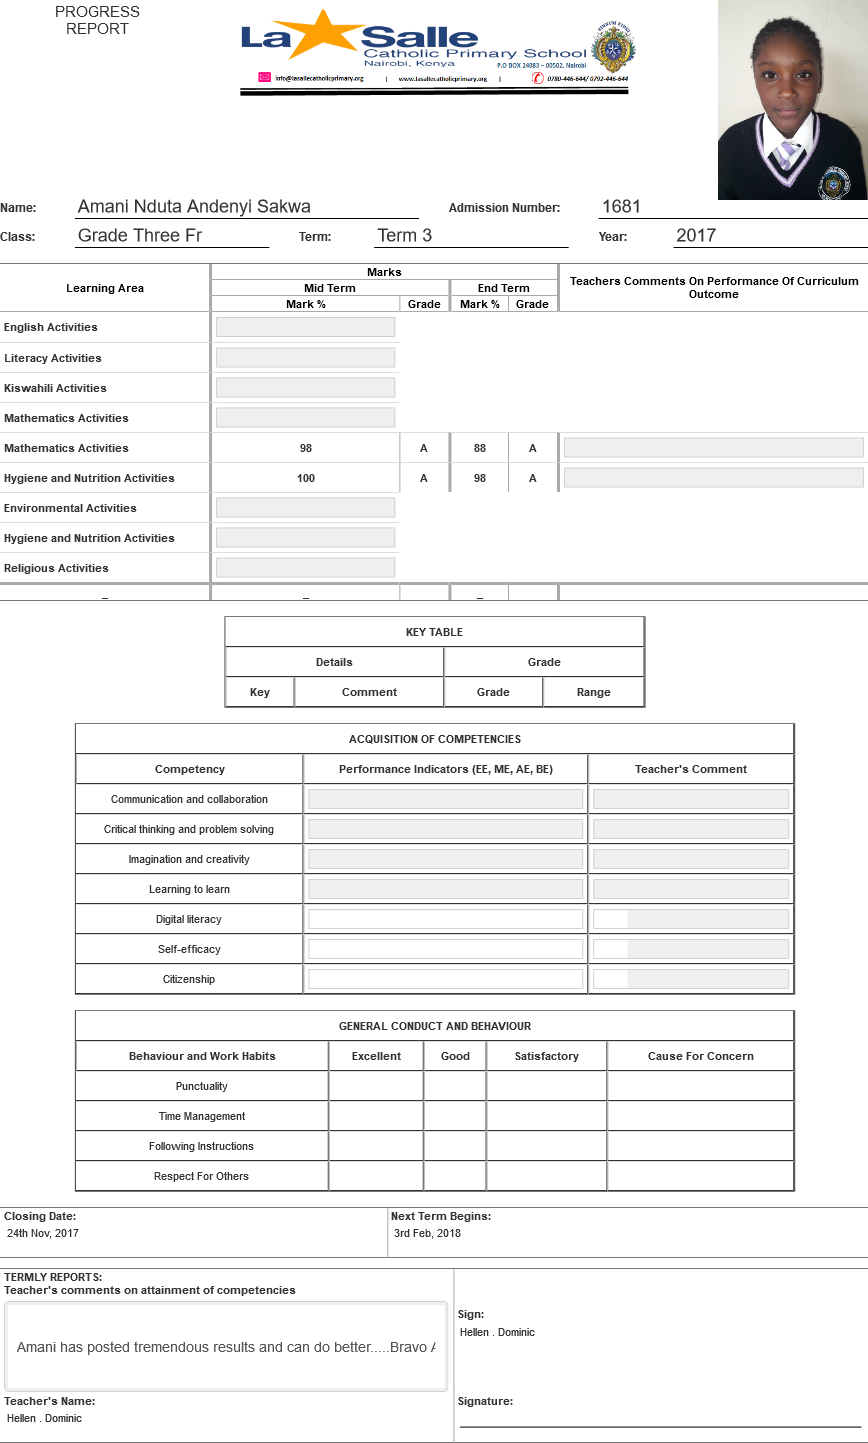 PROGRESS
REPORT
La Salle
Catholic Primary School
Nairobi, Kenya
P.O BOX 24083 – 00502, Nairobi
info@lasallecatholicprimary.org | www.lasallecatholicprimary.org | 0780-446-644/ 0792-446-644
Name: Amani Nduta Andenyi Sakwa Admission Number: 1681
Class: Grade Three Fr Term: Term 3 Year: 2017
Learning Area Marks Teachers Comments On Performance Of Curriculum Outcome
Mid Term End Term
Mark % Grade Mark % Grade
English Activities
Literacy Activities
Kiswahili Activities
Mathematics Activities
Mathematics Activities 98 A 88 A
Hygiene and Nutrition Activities 100 A 98 A
Environmental Activities
Hygiene and Nutrition Activities
Religious Activities
_ _ _
KEY TABLE
Details Grade
Key Comment Grade Range
ACQUISITION OF COMPETENCIES
Competency Performance Indicators (EE, ME, AE, BE) Teacher's Comment
Communication and collaboration
Critical thinking and problem solving
Imagination and creativity
Learning to learn
Digital literacy
Self-efficacy
Citizenship
GENERAL CONDUCT AND BEHAVIOUR
Behaviour and Work Habits Excellent Good Satisfactory Cause For Concern
Punctuality
Time Management
Following Instructions
Respect For Others
Closing Date: Next Term Begins:
24th Nov, 2017 3rd Feb, 2018
TERMLY REPORTS:
Teacher's comments on attainment of competencies
Sign:
Hellen . Dominic
Amani has posted tremendous results and can do better.....Bravo
Teacher's Name: Signature:
Hellen . Dominic